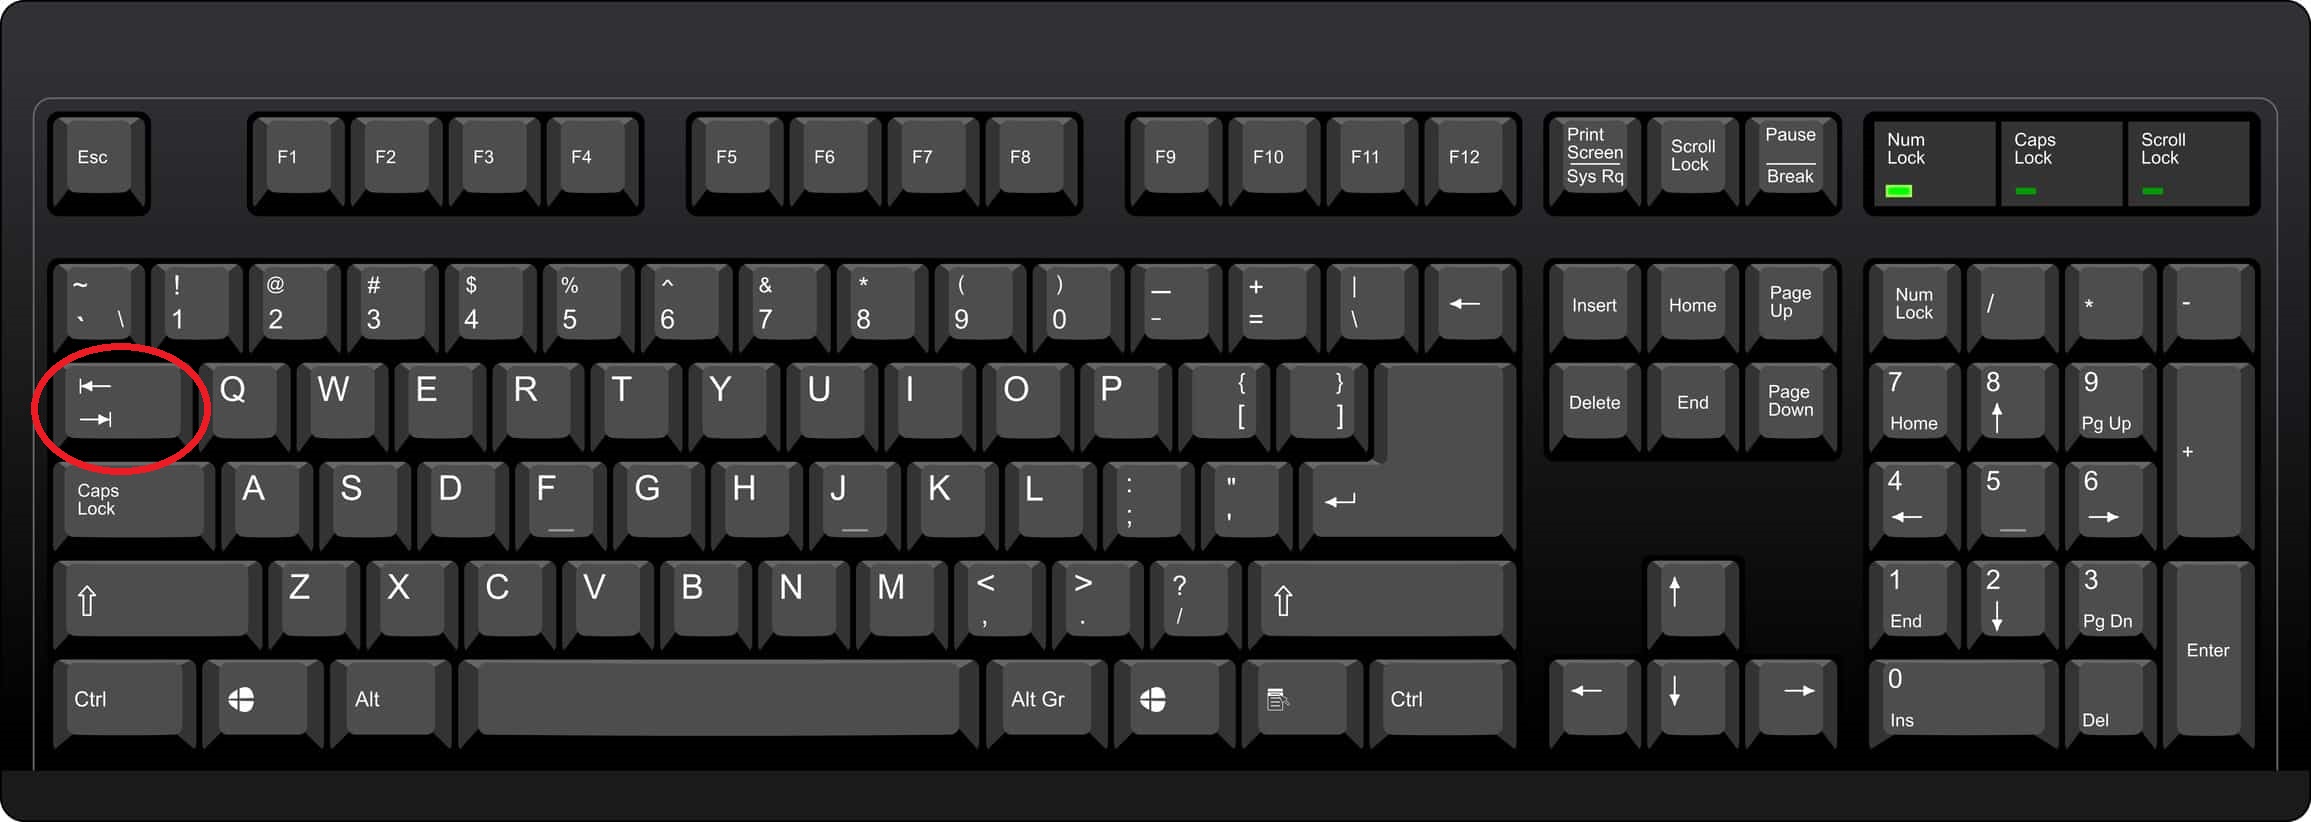 Esc F1 F2 F3 F4 F5 F6 F7 F8 F9 F10 F11 F12
Print
Screen
Sys Rq
Scroll
Lock
Pause
Break
Num
Lock
Caps
Lock
Scroll
Lock
~ ! @ # $ % ^ & * ( ) — + |
` \ 1 2 3 4 5 6 7 8 9 0 - = \ ←
Insert Home Page
Up
Num
Lock
/ * -
Q W E R T Y U I O P { }
[ ]
Delete End Page
Down
7 8 9
Home ↑ Pg Up
+
Caps
Lock
A S D F G H J K L : "
; '
4 5 6
← →
⇧ Z X C V B N M < > ? ⇧
, . /
↑
1 2 3
End ↓ Pg Dn
Enter
Ctrl Alt Alt Gr Ctrl
← ↓ →
0
Ins Del